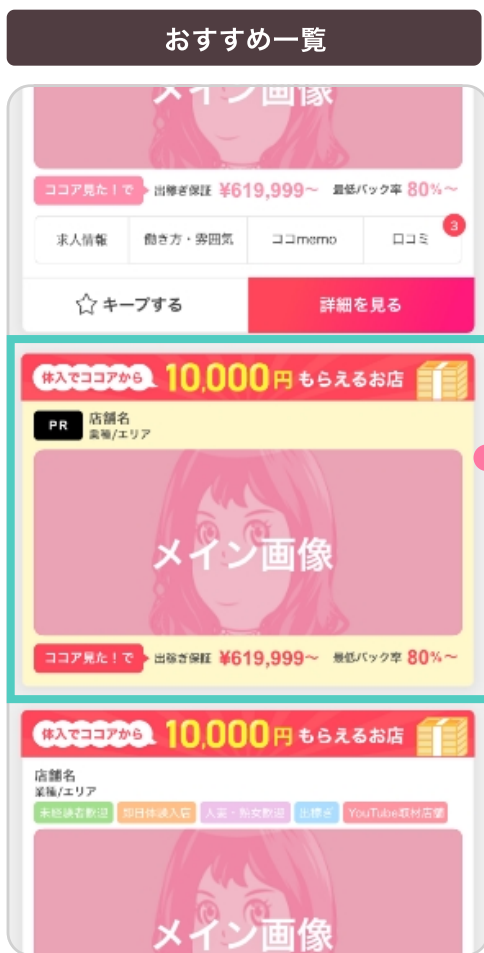 おすすめ一覧
メイン画像
ココア見た！で 出稼ぎ保証 ¥619,999〜 最低バック率 80%〜
求人情報 働き方・雰囲気 ココmemo 口コミ 3
キープする 詳細を見る
体入でココアから 10,000円 もらえるお店
PR 店舗名
業種/エリア
メイン画像
ココア見た！で 出稼ぎ保証 ¥619,999〜 最低バック率 80%〜
体入でココアから 10,000円 もらえるお店
店舗名
業種/エリア
未経験者歓迎 即日体験入店 人妻・熟女歓迎 出稼ぎ YouTube取材店舗
メイン画像